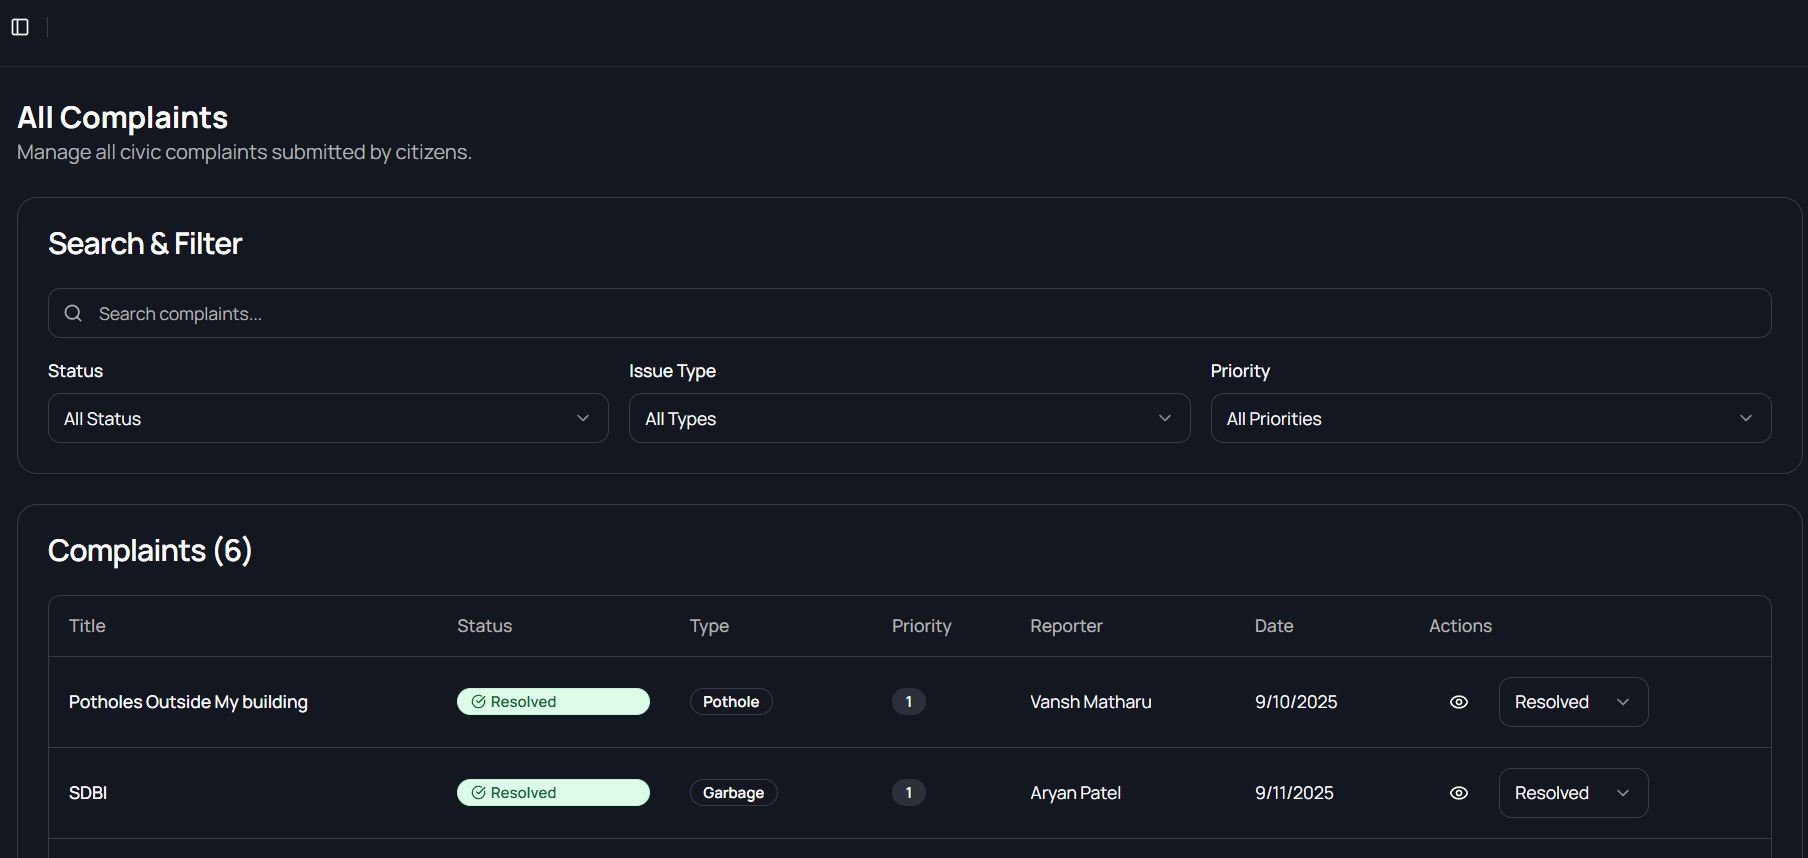 All Complaints
Manage all civic complaints submitted by citizens.
Search & Filter
Search complaints...
Status Issue Type Priority
All Status All Types All Priorities
Complaints (6)
Title Status Type Priority Reporter Date Actions
Potholes Outside My building Resolved Pothole 1 Vansh Matharu 9/10/2025 Resolved
SDBI Resolved Garbage 1 Aryan Patel 9/11/2025 Resolved